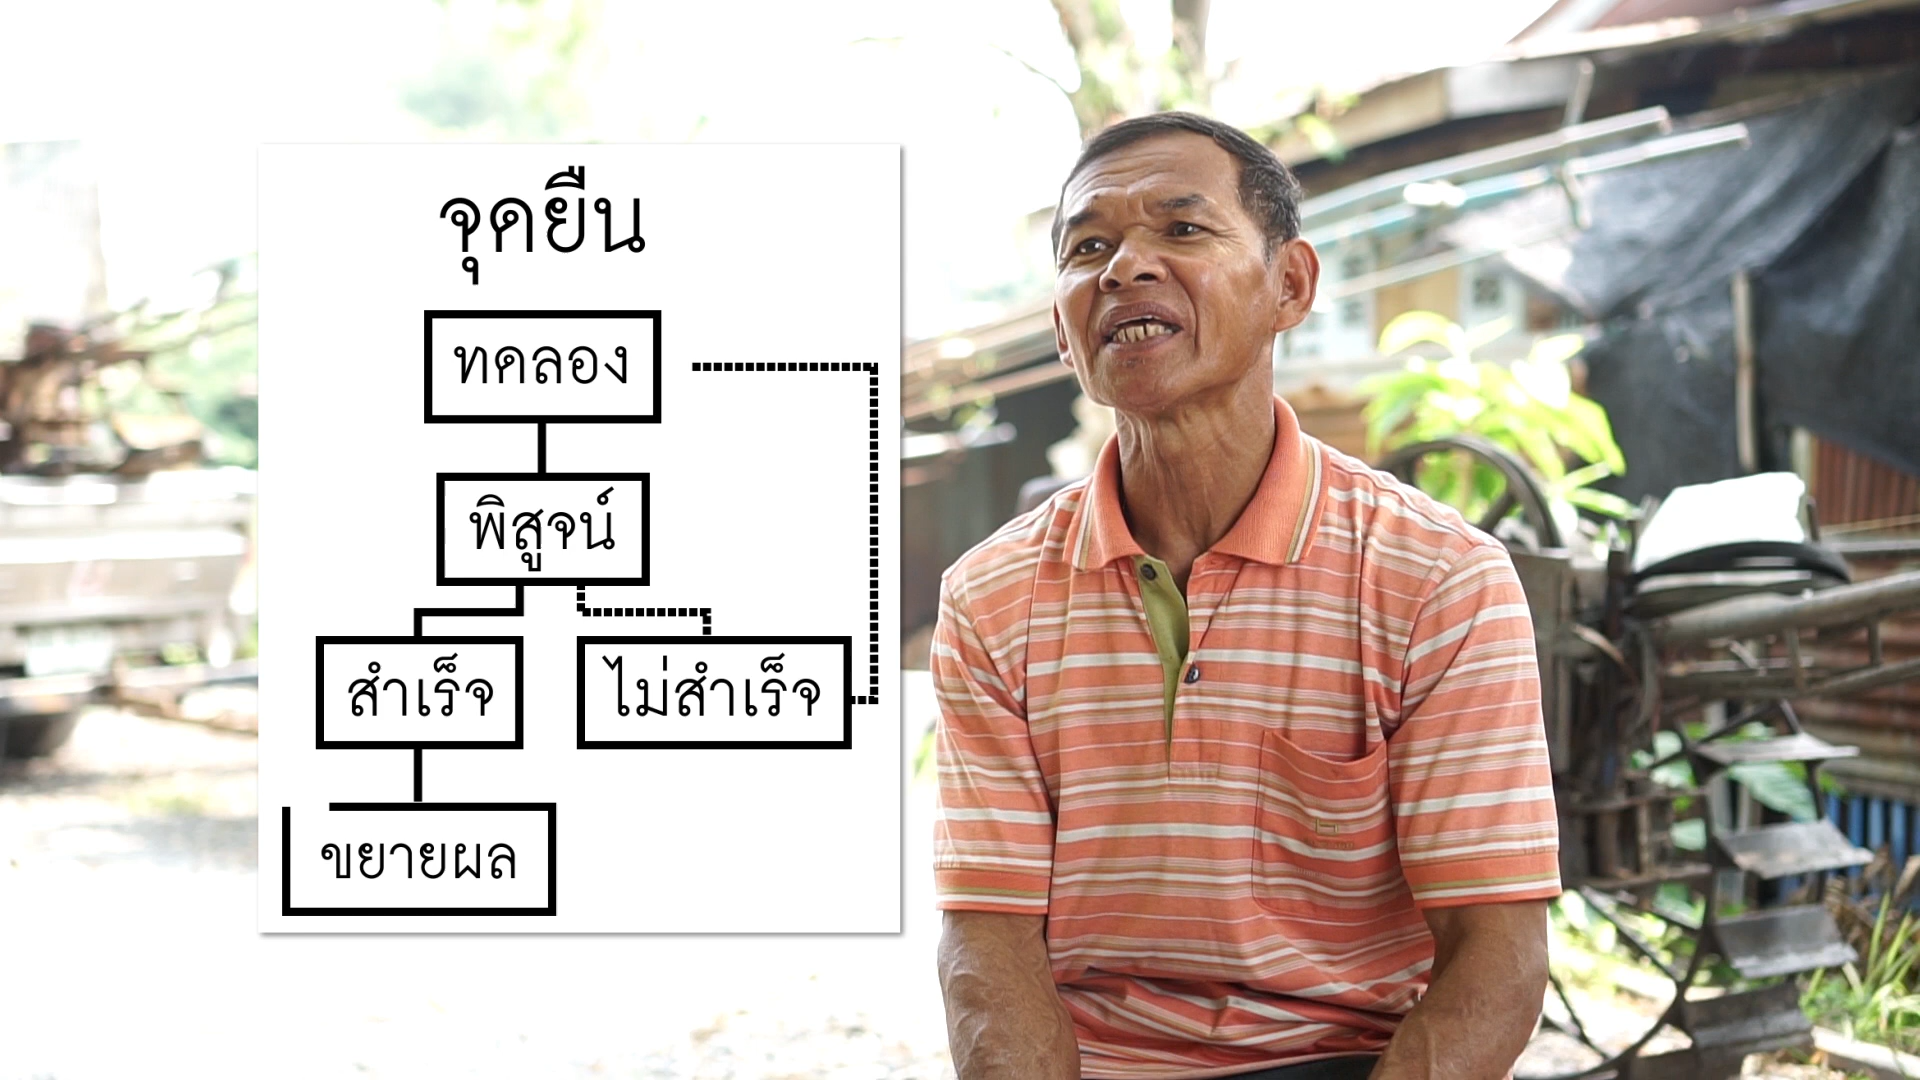 จุดยืน
ทดลอง
พิสูจน์
สำเร็จ
ไม่สำเร็จ
ขยายผล